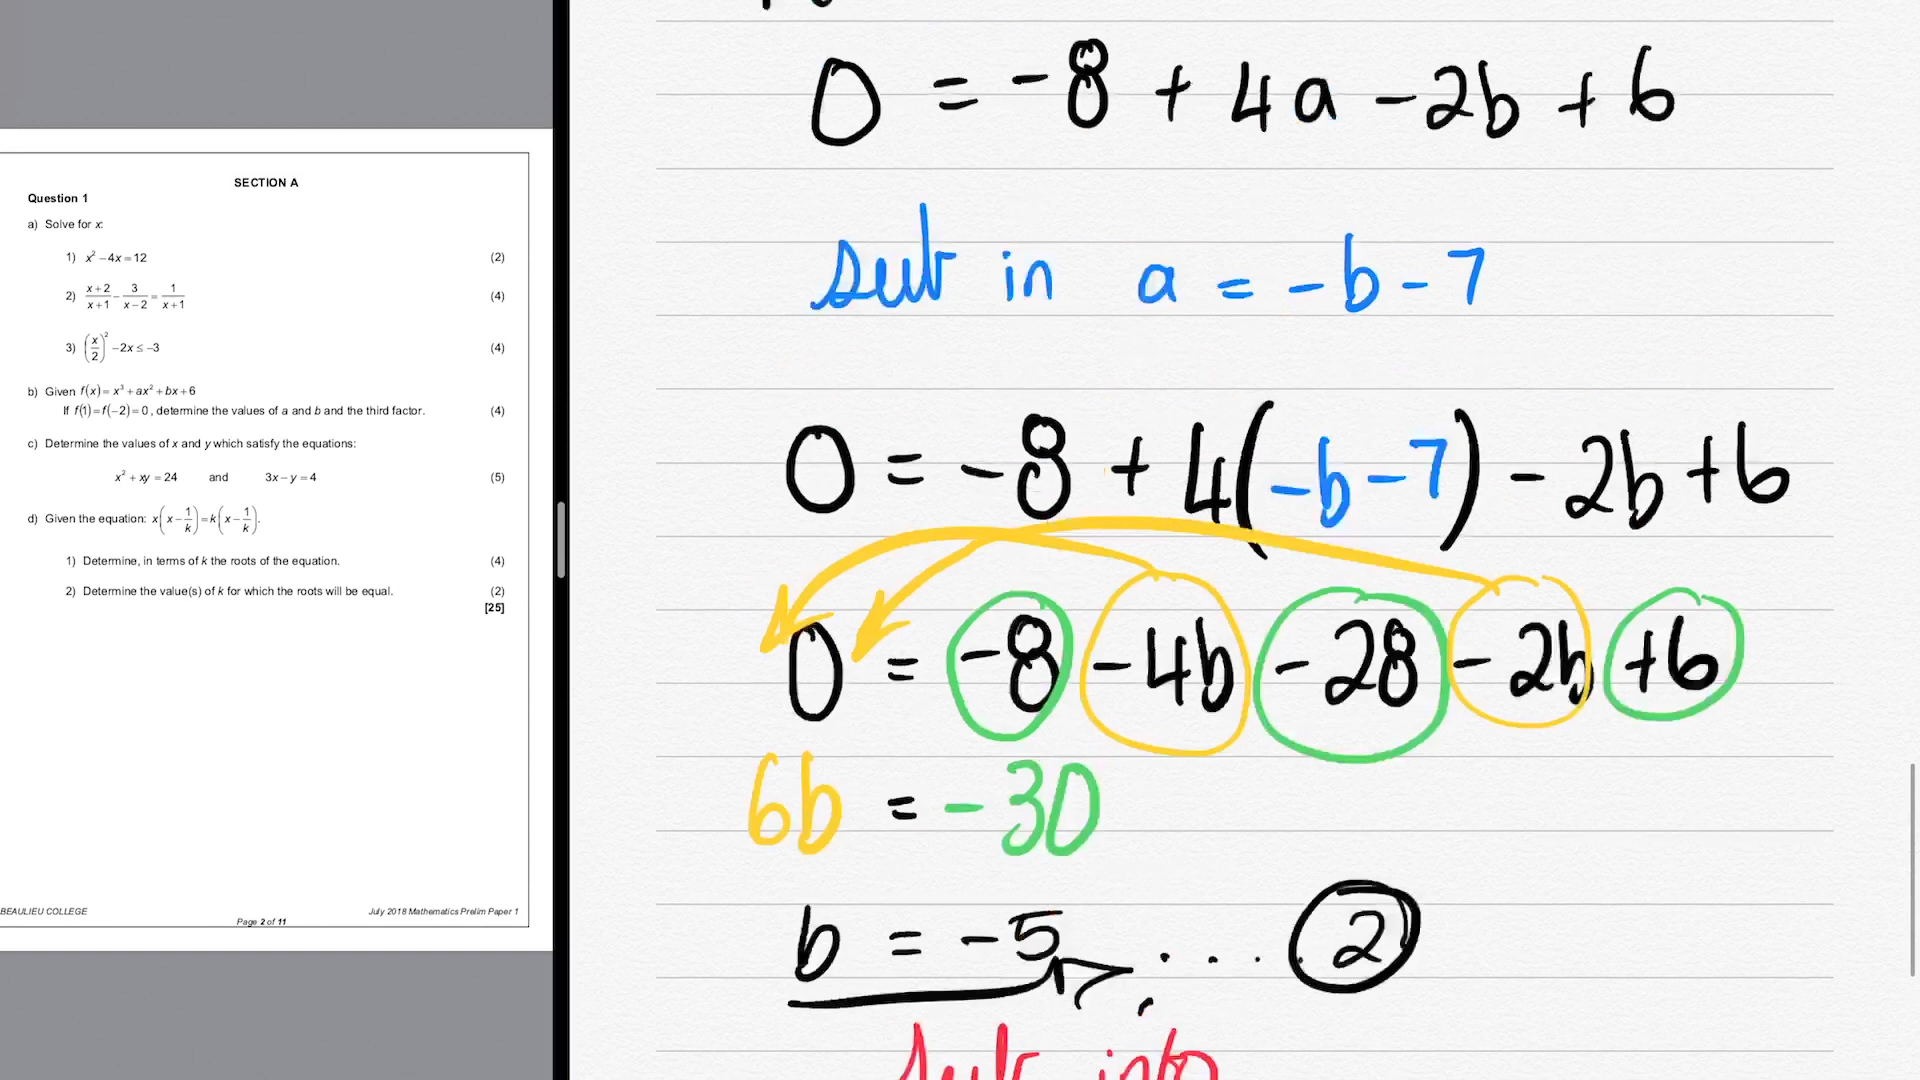 SECTION A
Question 1
a) Solve for x:
1) x² – 4x = 12 (2)
2) (x+2)/(x+1) – 3/(x–2) = 1/(x+1) (4)
3) (x/2)² – 2x ≤ –3 (4)
b) Given f(x) = x³ + ax² + bx + 6
If f(1) = f(–2) = 0, determine the values of a and b and the third factor. (4)
c) Determine the values of x and y which satisfy the equations:
x² + xy = 24 and 3x – y = 4 (5)
d) Given the equation: x(x – 1/k) = k(x – 1/k).
1) Determine, in terms of k the roots of the equation. (4)
2) Determine the value(s) of k for which the roots will be equal. (2)
[25]
BEAULIEU COLLEGE July 2018 Mathematics Prelim Paper 1
Page 2 of 11
0 = -8 + 4a - 2b + 6
sub in a = -b - 7
0 = -8 + 4(-b - 7) - 2b + 6
0 = -8 - 4b - 28 - 2b + 6
6b = -30
b = -5 .... 2
sub into